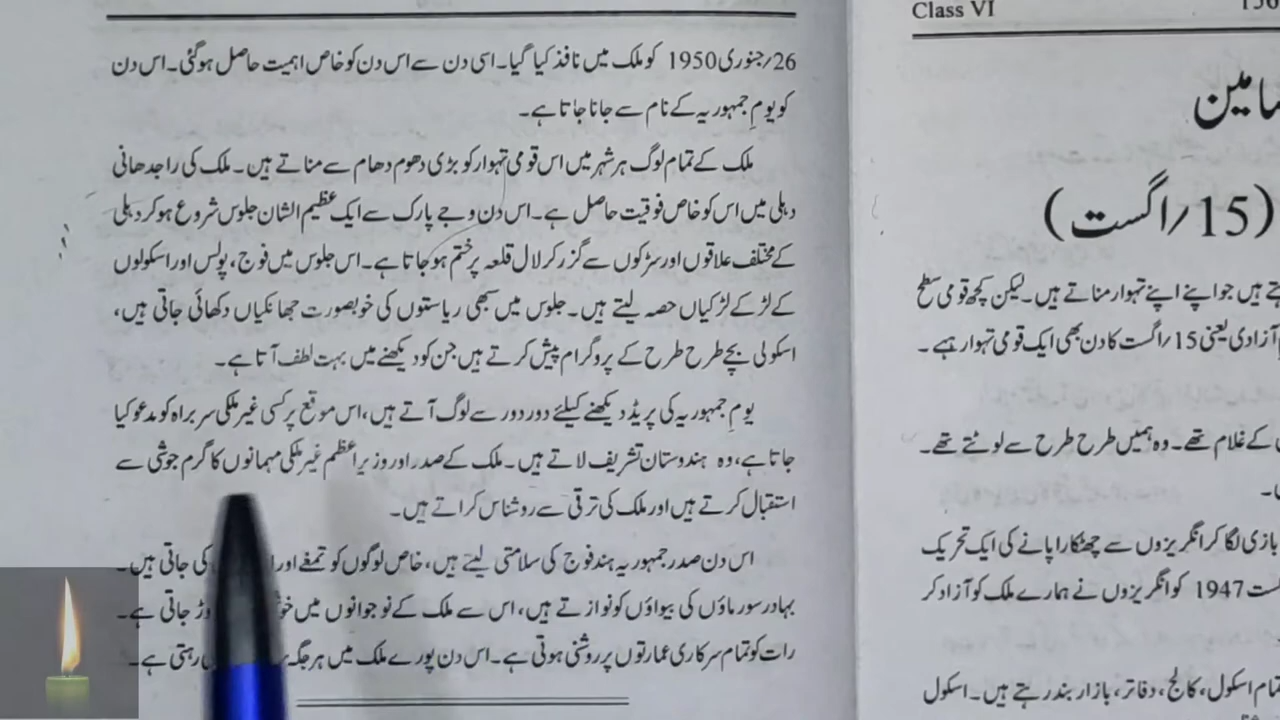 26/جنوری 1950 کو ملک میں نافذ کیا گیا۔ اسی دن سے اس دن کو خاص اہمیت حاصل ہوگئی۔ اس دن
کو یومِ جمہوریہ کے نام سے جانا جاتا ہے۔
ملک کے تمام لوگ ہر شہر میں اس قومی تہوار کو بڑی دھوم دھام سے مناتے ہیں۔ ملک کی راجدھانی
دہلی میں اس کو خاص فوقیت حاصل ہے۔ اس دن وجے پارک سے ایک عظیم الشان جلوس شروع ہوکر دہلی
کے مختلف علاقوں اور سڑکوں سے گزر کر لال قلعہ پر ختم ہو جاتا ہے۔ اس جلوس میں فوج، پولس اور اسکولوں
کے لڑکے لڑکیاں حصہ لیتے ہیں۔ جلوس میں سبھی ریاستوں کی خوبصورت جھانکیاں دکھائی جاتی ہیں،
اسکولی بچے طرح طرح کے پروگرام پیش کرتے ہیں جن کو دیکھنے میں بہت لطف آتا ہے۔
یومِ جمہوریہ کی پریڈ دیکھنے کیلئے دور دور سے لوگ آتے ہیں، اس موقع پر کسی غیر ملکی سربراہ کو مدعو کیا
جاتا ہے، وہ ہندوستان تشریف لاتے ہیں۔ ملک کے صدر اور وزیرِ اعظم غیر ملکی مہمانوں کا گرم جوشی سے
استقبال کرتے ہیں اور ملک کی ترقی سے روشناس کراتے ہیں۔
اس دن صدر جمہوریہ ہند فوج کی سلامتی لیتے ہیں، خاص لوگوں کو تمغے اور کی جاتی ہیں۔
بہادر سورماؤں کی بیواؤں کو نوازتے ہیں، اس سے ملک کے نوجوانوں میں جاتی ہے۔
رات کو تمام سرکاری عمارتوں پر روشنی ہوتی ہے۔ اس دن پورے ملک میں ہر جگہ رہتی ہے۔
Class VI
(15/اگست)
ہیں جو اپنے اپنے تہوار مناتے ہیں۔ لیکن کچھ قومی سطح
آزادی یعنی 15/اگست کا دن بھی ایک قومی تہوار ہے۔
کے غلام تھے۔ وہ ہمیں طرح طرح سے لوٹتے تھے۔
بازی لگا کر انگریزوں سے چھٹکارا پانے کی ایک تحریک
1947 کو انگریزوں نے ہمارے ملک کو آزاد کر
اسکول، کالج، دفاتر، بازار بند رہتے ہیں۔ اسکول